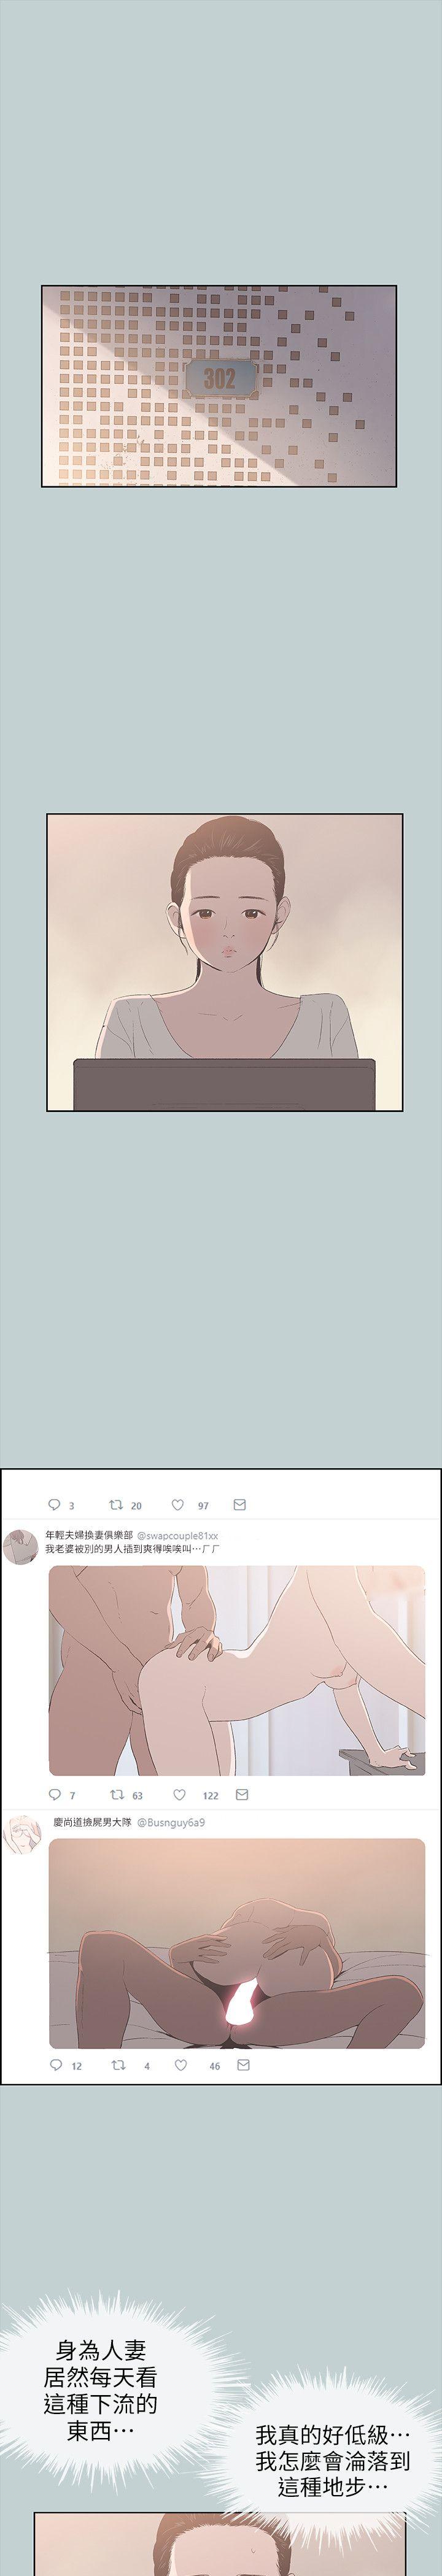 302
3 20 97
年輕夫婦換妻俱樂部 @swapcouple81xx
我老婆被別的男人插到爽得唉唉叫…ㄏㄏ
7 63 122
慶尚道撿屍男大隊 @Busnguy6a9
12 4 46
身為人妻
居然每天看
這種下流的
東西…
我真的好低級…
我怎麼會淪落到
這種地步…